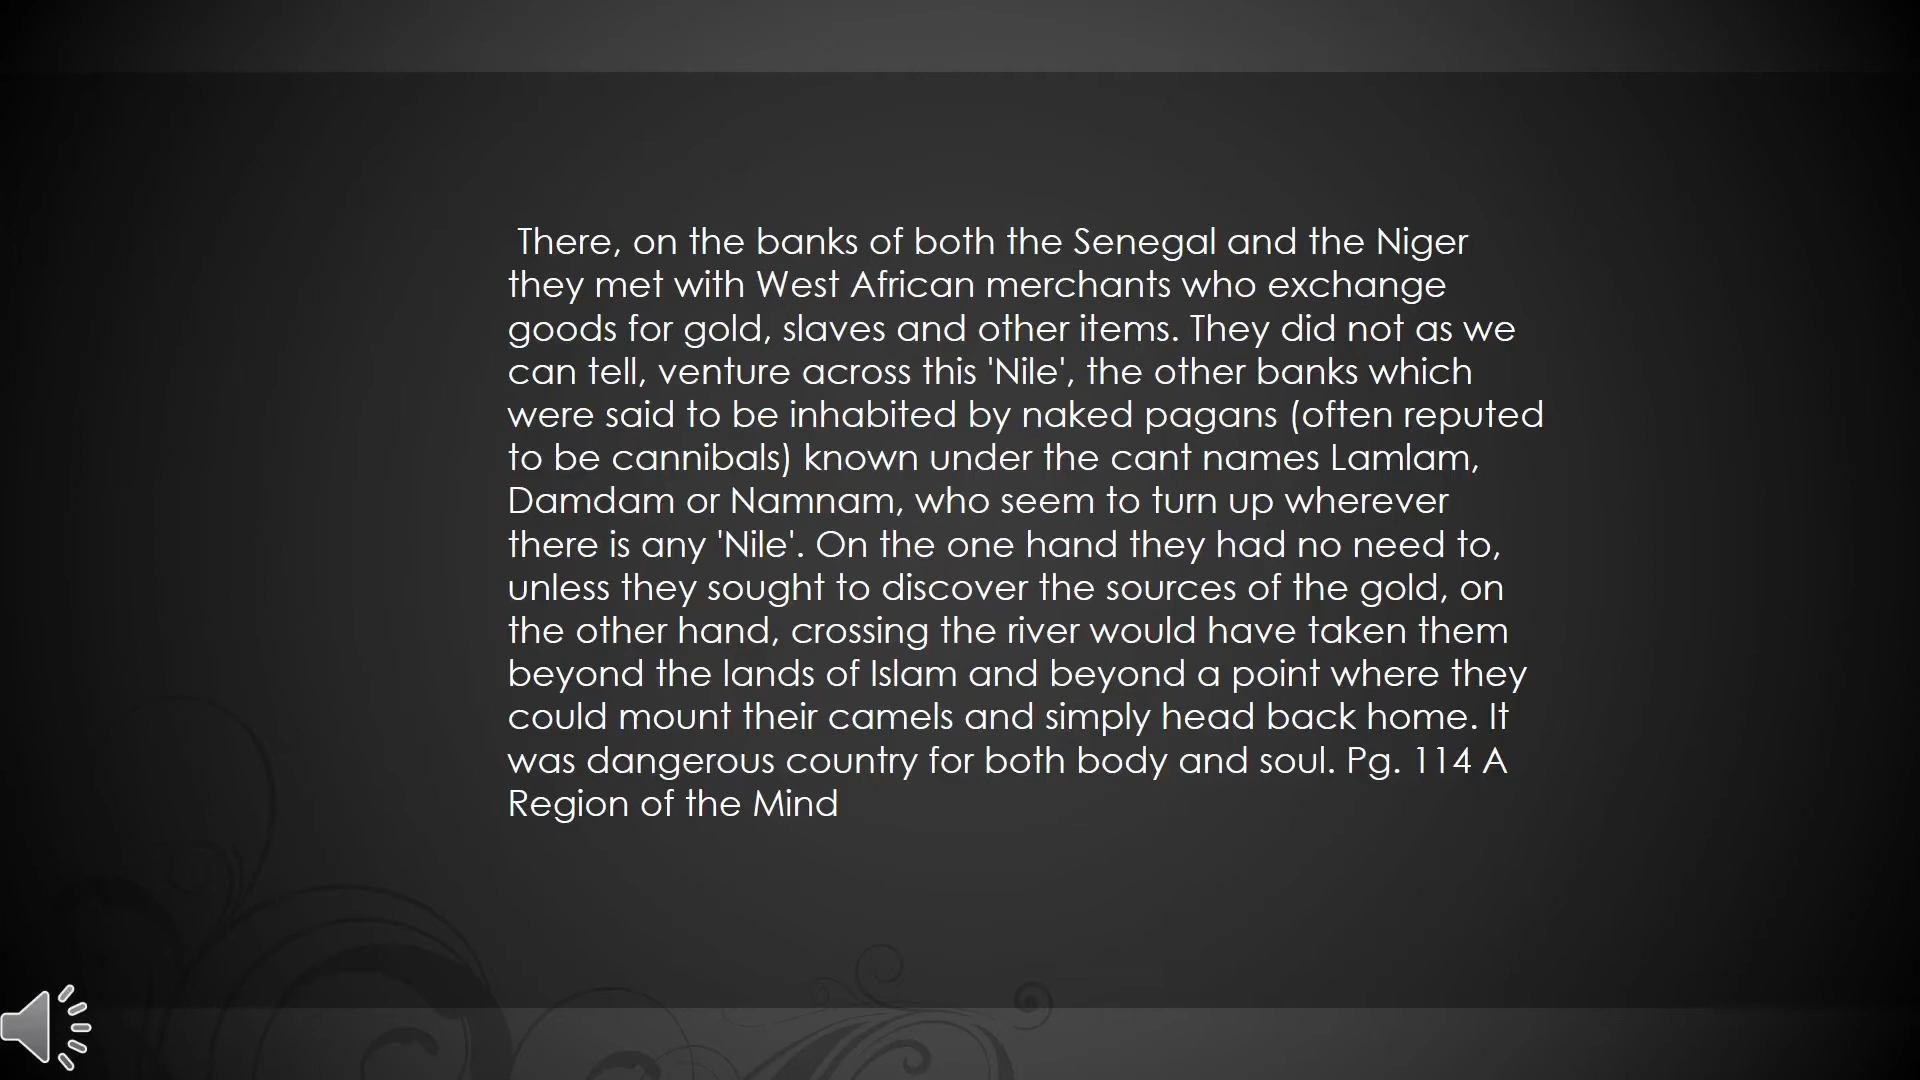 There, on the banks of both the Senegal and the Niger
they met with West African merchants who exchange
goods for gold, slaves and other items. They did not as we
can tell, venture across this 'Nile', the other banks which
were said to be inhabited by naked pagans (often reputed
to be cannibals) known under the cant names Lamlam,
Damdam or Namnam, who seem to turn up wherever
there is any 'Nile'. On the one hand they had no need to,
unless they sought to discover the sources of the gold, on
the other hand, crossing the river would have taken them
beyond the lands of Islam and beyond a point where they
could mount their camels and simply head back home. It
was dangerous country for both body and soul. Pg. 114 A
Region of the Mind